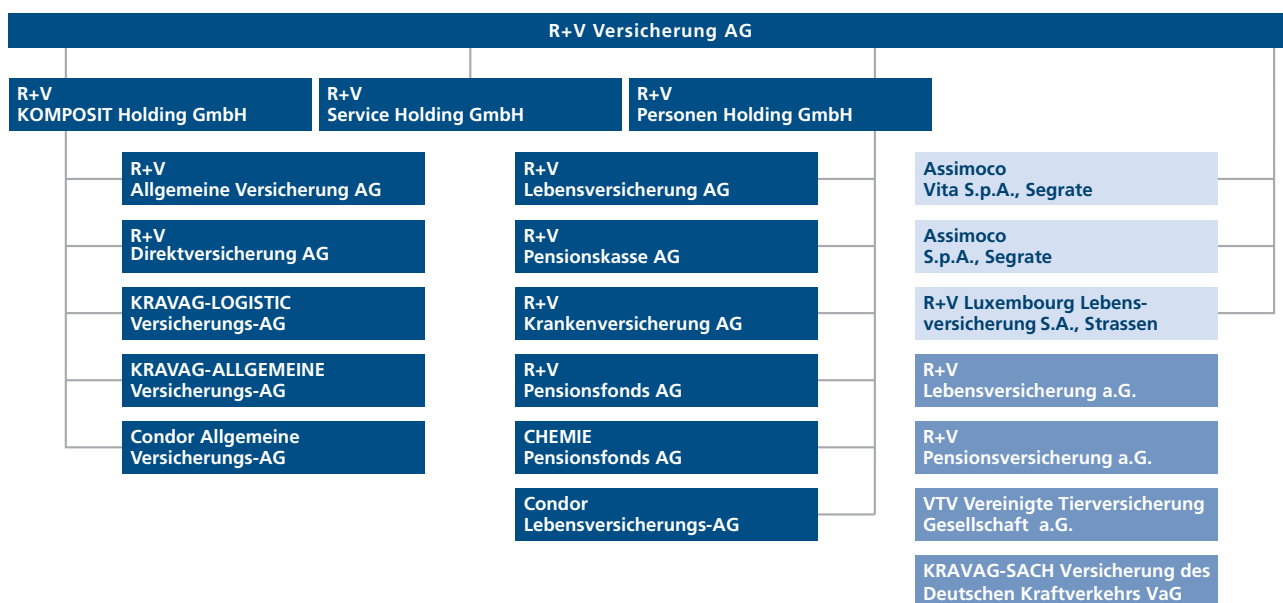 R+V Versicherung AG
R+V
KOMPOSIT Holding GmbH
R+V
Service Holding GmbH
R+V
Personen Holding GmbH
R+V
Allgemeine Versicherung AG
R+V
Direktversicherung AG
KRAVAG-LOGISTIC
Versicherungs-AG
KRAVAG-ALLGEMEINE
Versicherungs-AG
Condor Allgemeine
Versicherungs-AG
R+V
Lebensversicherung AG
R+V
Pensionskasse AG
R+V
Krankenversicherung AG
R+V
Pensionsfonds AG
CHEMIE
Pensionsfonds AG
Condor
Lebensversicherungs-AG
Assimoco
Vita S.p.A., Segrate
Assimoco
S.p.A., Segrate
R+V Luxembourg Lebens-
versicherung S.A., Strassen
R+V
Lebensversicherung a.G.
R+V
Pensionsversicherung a.G.
VTV Vereinigte Tierversicherung
Gesellschaft a.G.
KRAVAG-SACH Versicherung des
Deutschen Kraftverkehrs VaG